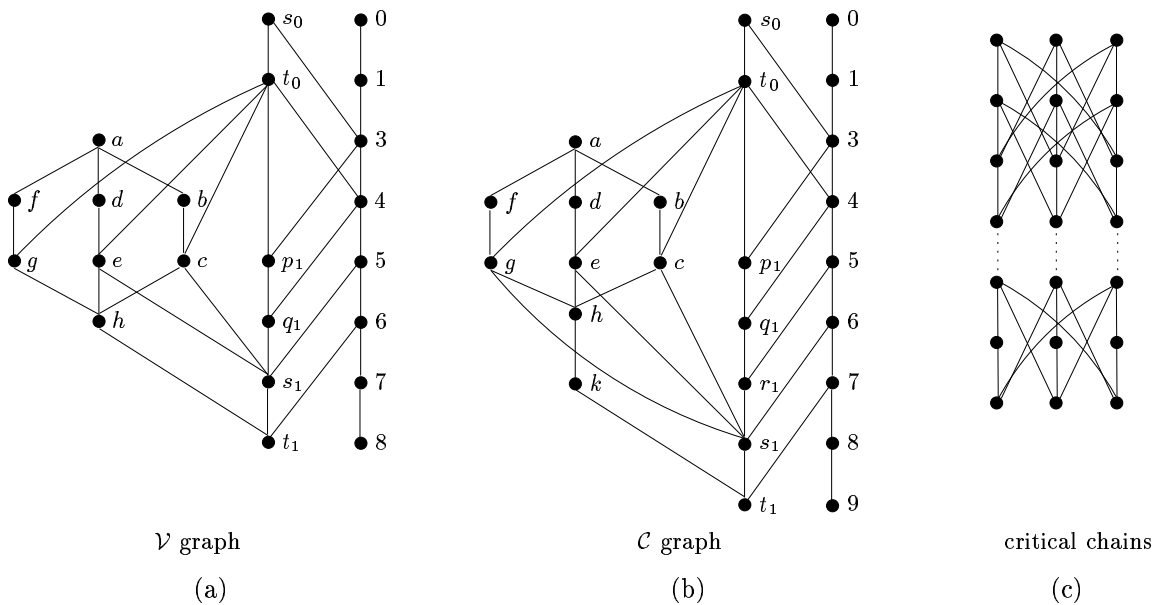 s₀ 0
t₀ 1
a 3
f d b 4
g e c p₁ 5
h q₁ 6
s₁ 7
t₁ 8
𝒱 graph
(a)
s₀ 0
t₀ 1
a 3
f d b 4
g e c p₁ 5
h q₁ 6
k r₁ 7
s₁ 8
t₁ 9
𝒞 graph
(b)
critical chains
(c)